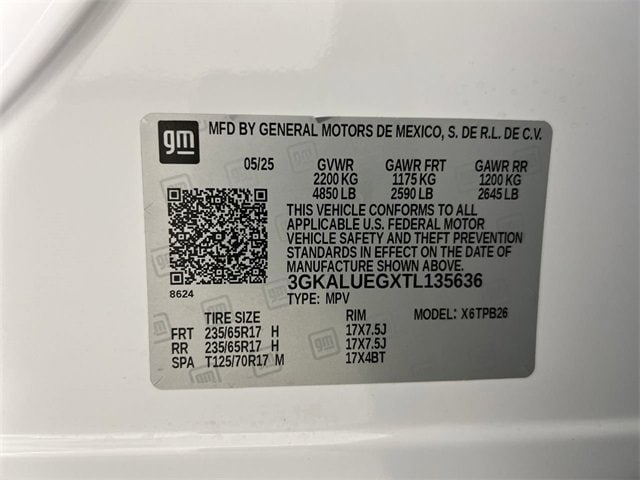 gm MFD BY GENERAL MOTORS DE MEXICO, S. DE R.L. DE C.V.
05/25 GVWR GAWR FRT GAWR RR
2200 KG 1175 KG 1200 KG
4850 LB 2590 LB 2645 LB
THIS VEHICLE CONFORMS TO ALL
APPLICABLE U.S. FEDERAL MOTOR
VEHICLE SAFETY AND THEFT PREVENTION
STANDARDS IN EFFECT ON THE DATE OF
MANUFACTURE SHOWN ABOVE.
3GKALUEGXTL135636
8624
TYPE: MPV
TIRE SIZE RIM MODEL: X6TPB26
FRT 235/65R17 H 17X7.5J
RR 235/65R17 H 17X7.5J
SPA T125/70R17 M 17X4BT